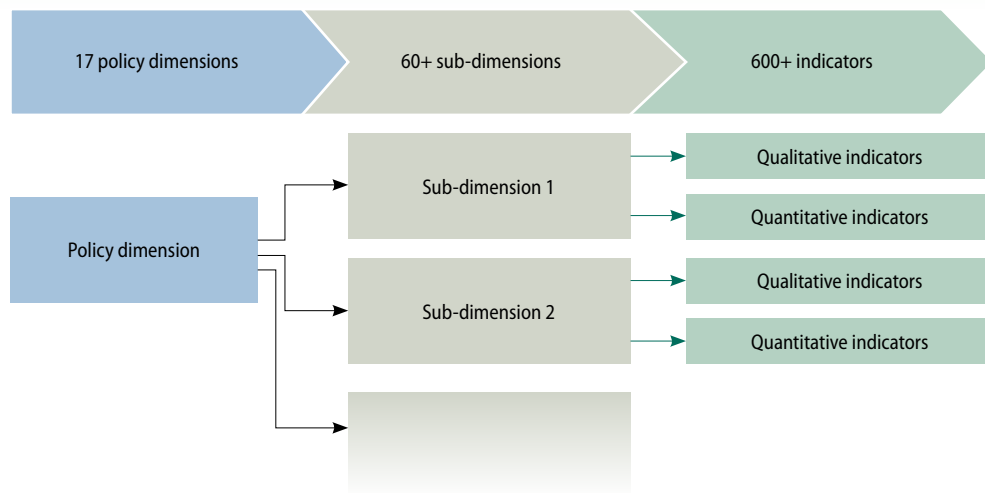 17 policy dimensions
60+ sub-dimensions
600+ indicators
Policy dimension
Sub-dimension 1
Qualitative indicators
Quantitative indicators
Sub-dimension 2
Qualitative indicators
Quantitative indicators